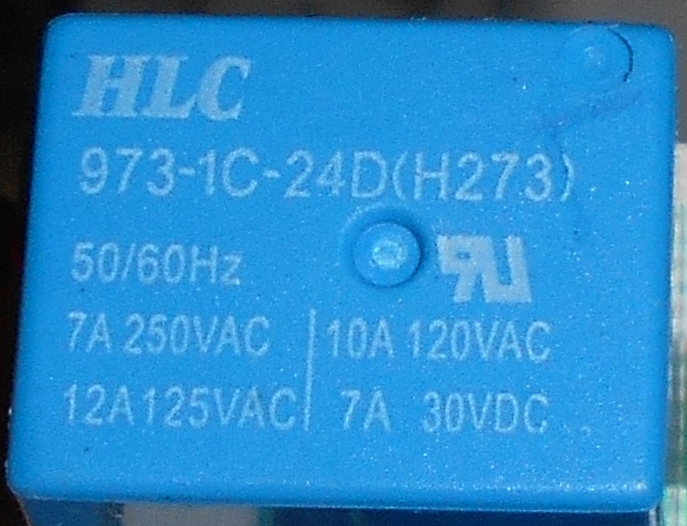 HLC
973-1C-24D(H273)
50/60Hz
7A 250VAC 10A 120VAC
12A125VAC 7A 30VDC